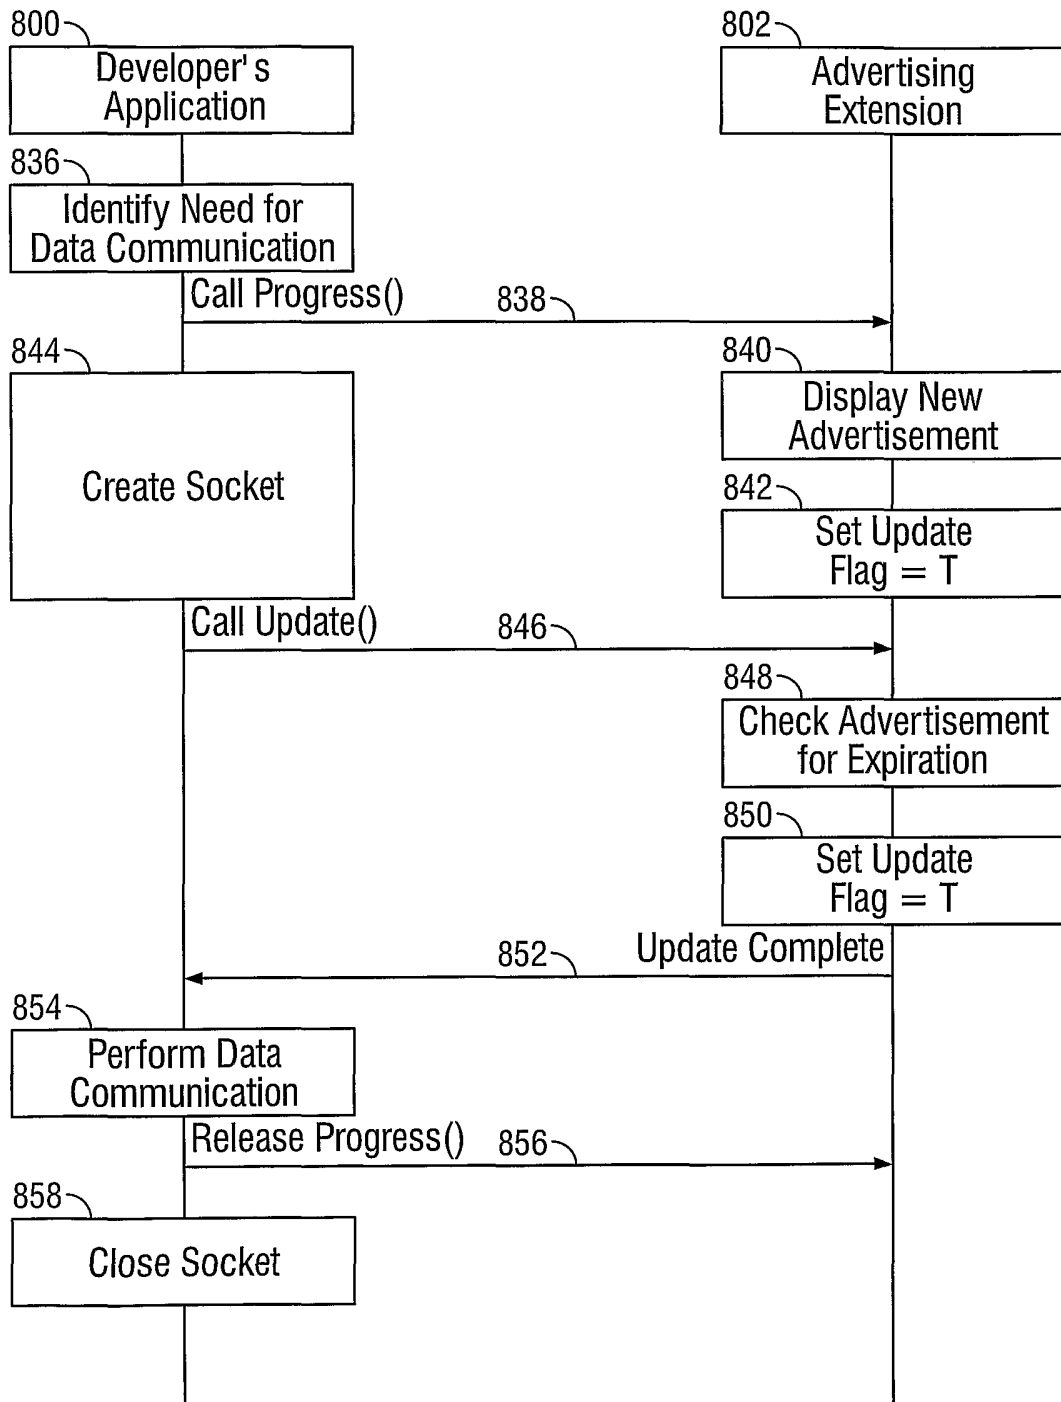 800
802
Developer's
Application
Advertising
Extension
836
Identify Need for
Data Communication
Call Progress()
838
844
840
Display New
Advertisement
Create Socket
842
Set Update
Flag = T
Call Update()
846
848
Check Advertisement
for Expiration
850
Set Update
Flag = T
Update Complete
852
854
Perform Data
Communication
Release Progress()
856
858
Close Socket